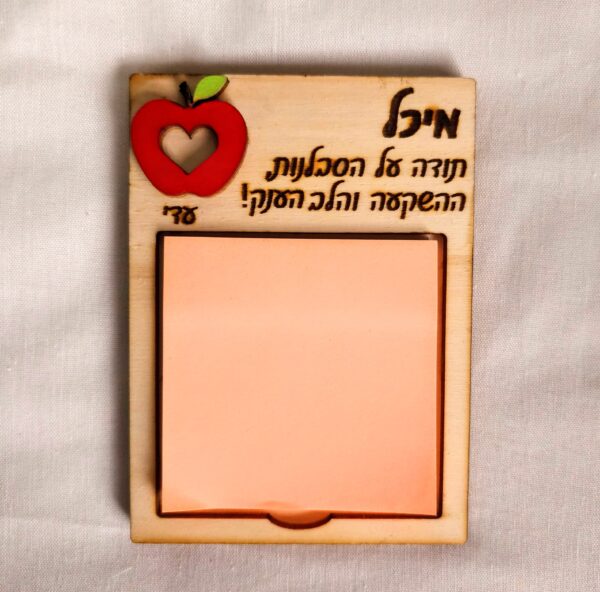 מיכל
תודה על הסבלנות,
ההשקעה והלב הענק!
עדי